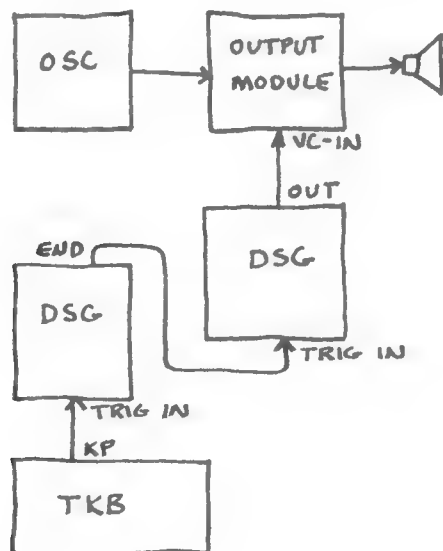 OSC
OUTPUT
MODULE
VC-IN
OUT
END
DSG
DSG
TRIG IN
TRIG IN
KP
TKB